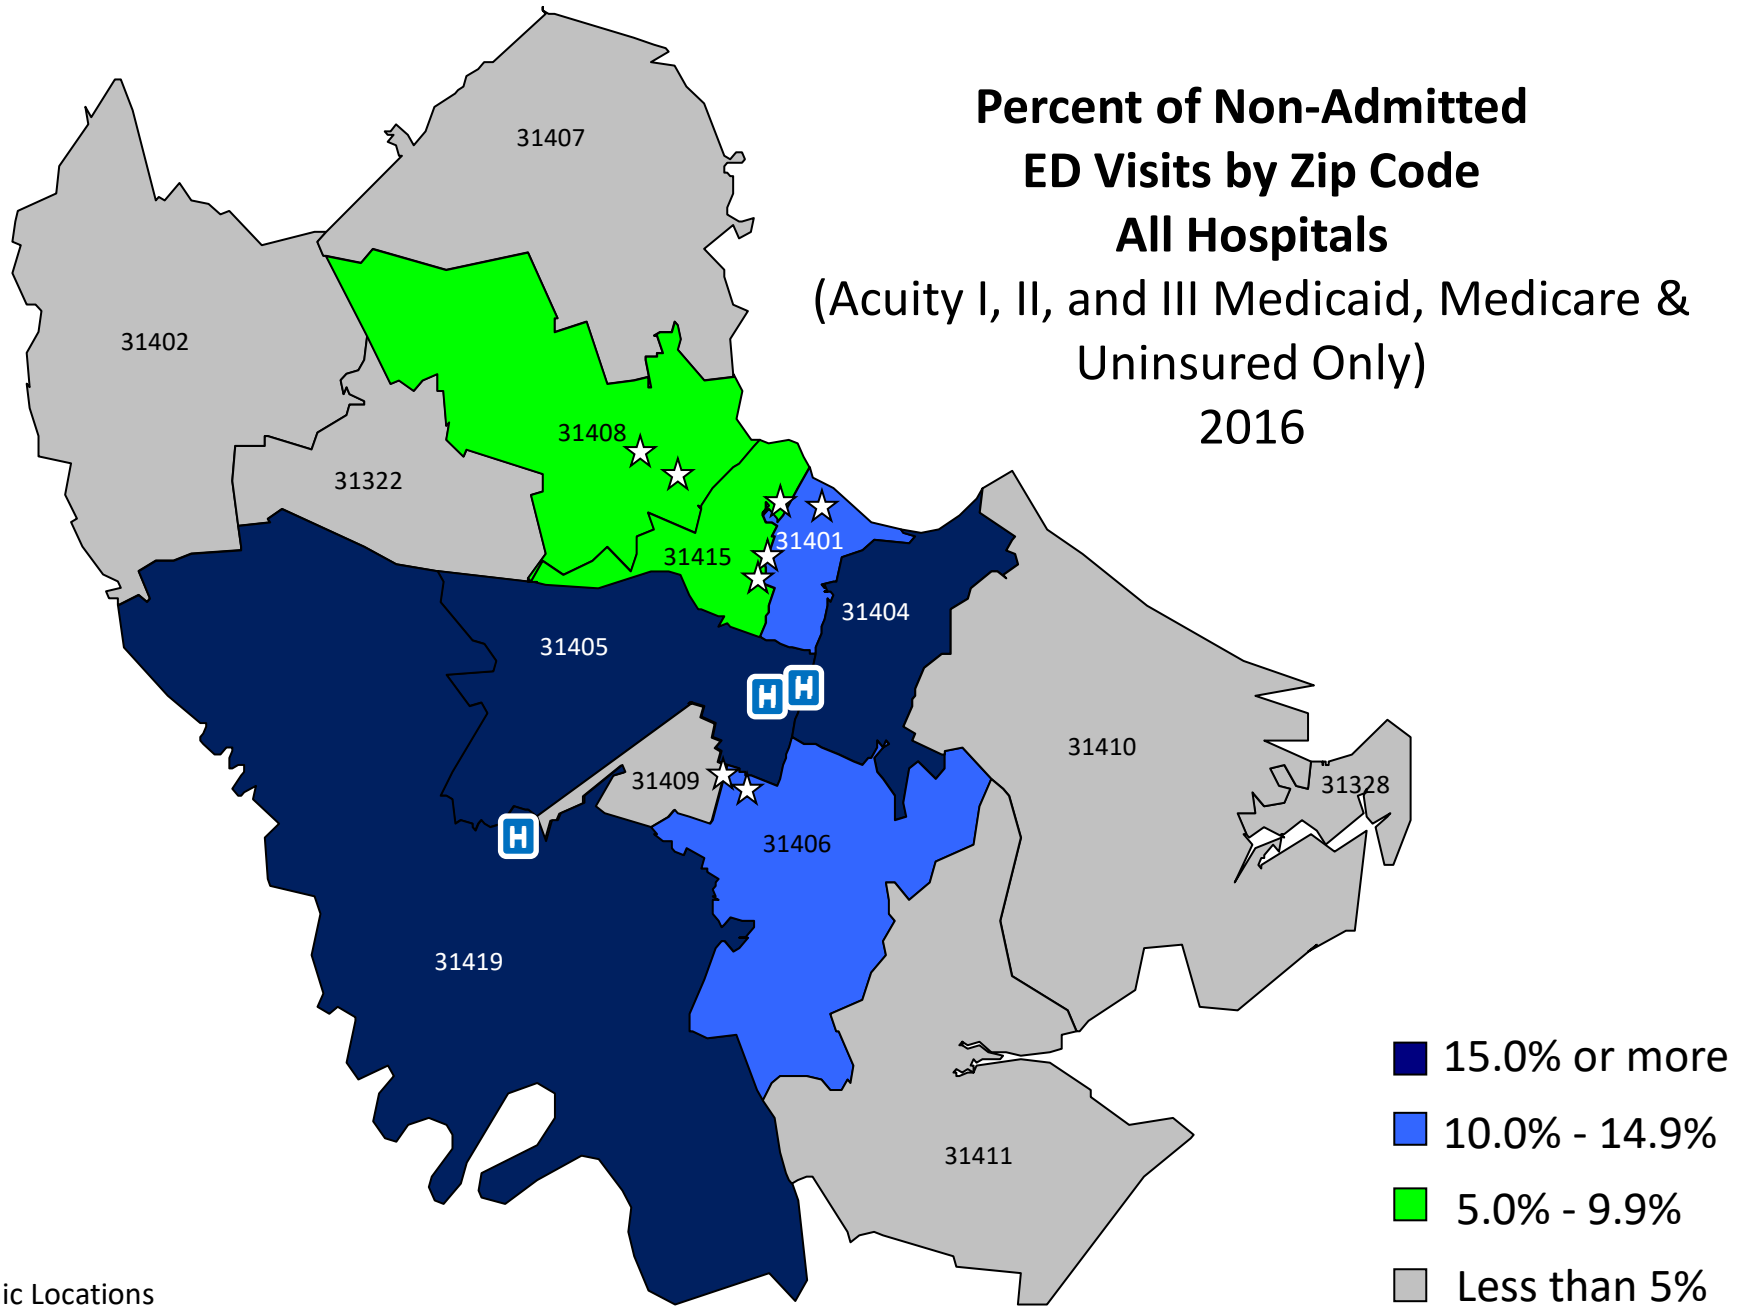 Percent of Non-Admitted
ED Visits by Zip Code
All Hospitals
(Acuity I, II, and III Medicaid, Medicare &
Uninsured Only)
2016
31407
31402
31408
31322
31415
31401
31404
31405
H
H
31410
31409
31328
H
31406
31419
31411
15.0% or more
10.0% - 14.9%
5.0% - 9.9%
Less than 5%
ic Locations